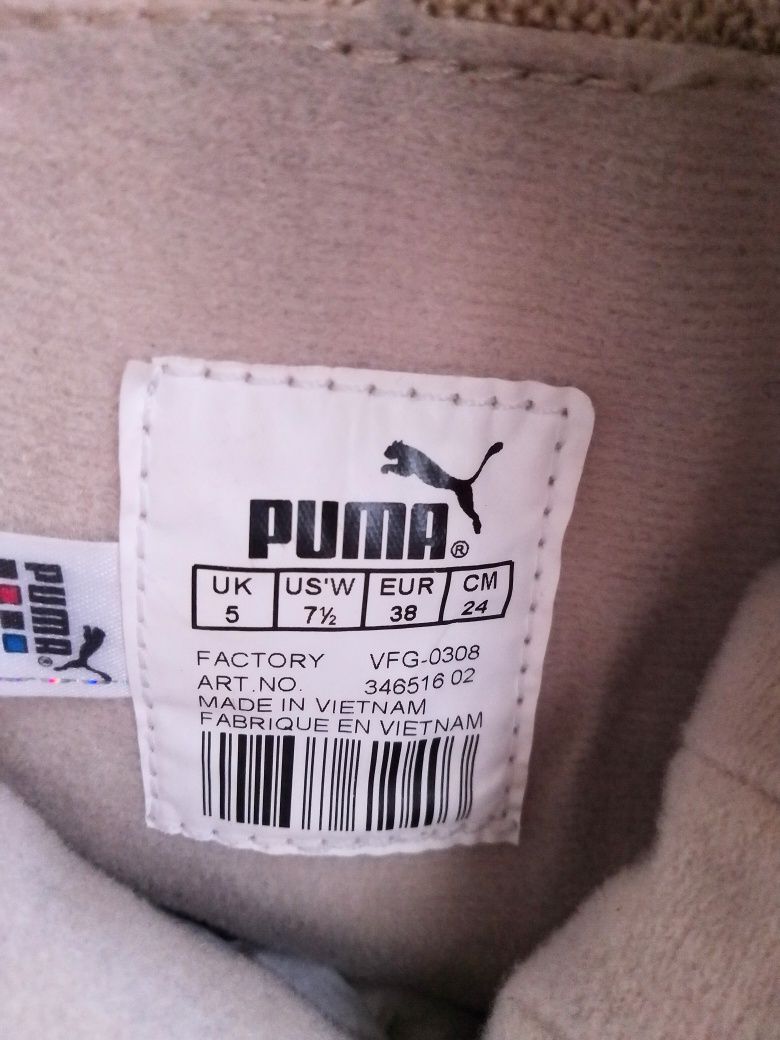 PUMA®
UK US'W EUR CM
5 7½ 38 24
FACTORY VFG-0308
ART.NO. 346516 02
MADE IN VIETNAM
FABRIQUE EN VIETNAM
PUMA®